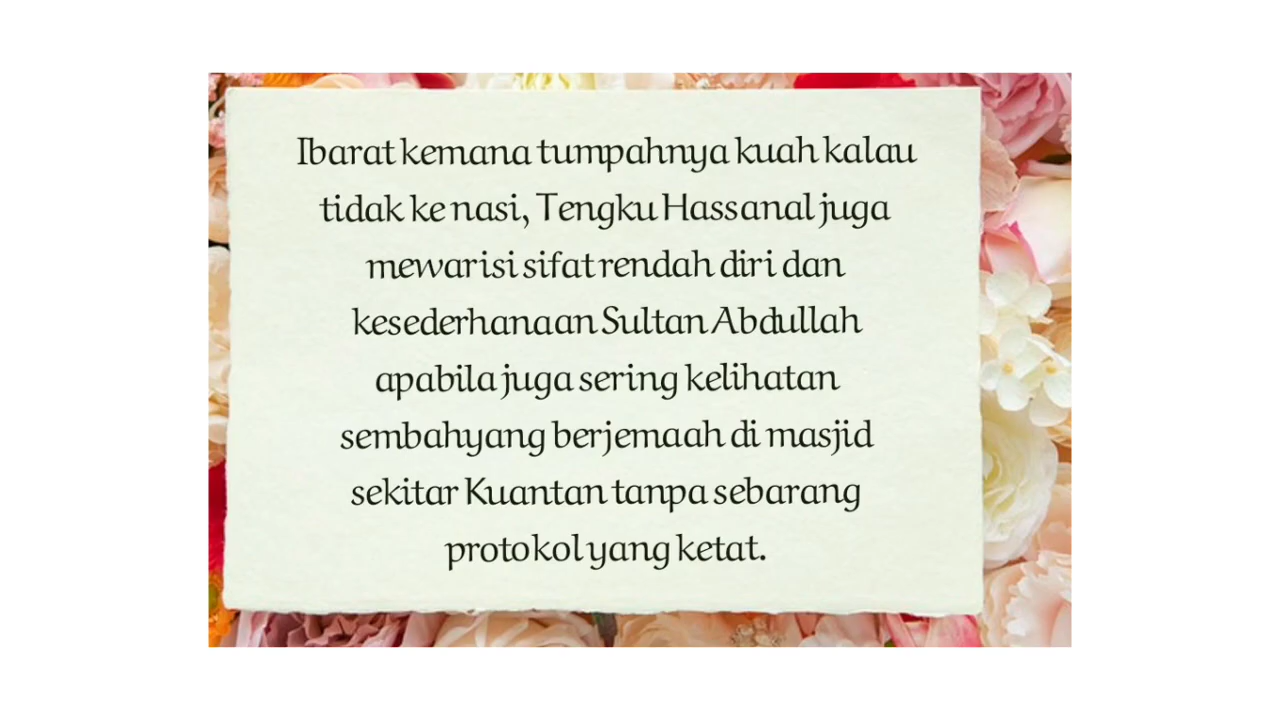 Ibarat kemana tumpahnya kuah kalau
tidak ke nasi, Tengku Hassanal juga
mewarisi sifat rendah diri dan
kesederhanaan Sultan Abdullah
apabila juga sering kelihatan
sembahyang berjemaah di masjid
sekitar Kuantan tanpa sebarang
protokol yang ketat.